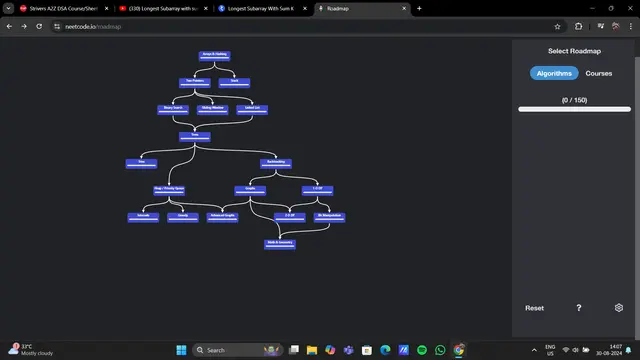 Strivers A2Z DSA Course/Sheet
(330) Longest Subarray with su
Longest Subarray With Sum K
Roadmap
neetcode.io/roadmap
Arrays & Hashing
Two Pointers
Stack
Binary Search
Sliding Window
Linked List
Trees
Tries
Backtracking
Heap / Priority Queue
Graphs
1-D DP
Intervals
Greedy
Advanced Graphs
2-D DP
Bit Manipulation
Math & Geometry
Select Roadmap
Algorithms
Courses
(0 / 150)
Reset
?
33°C
Mostly cloudy
Search
ENG
US
14:07
30-08-2024